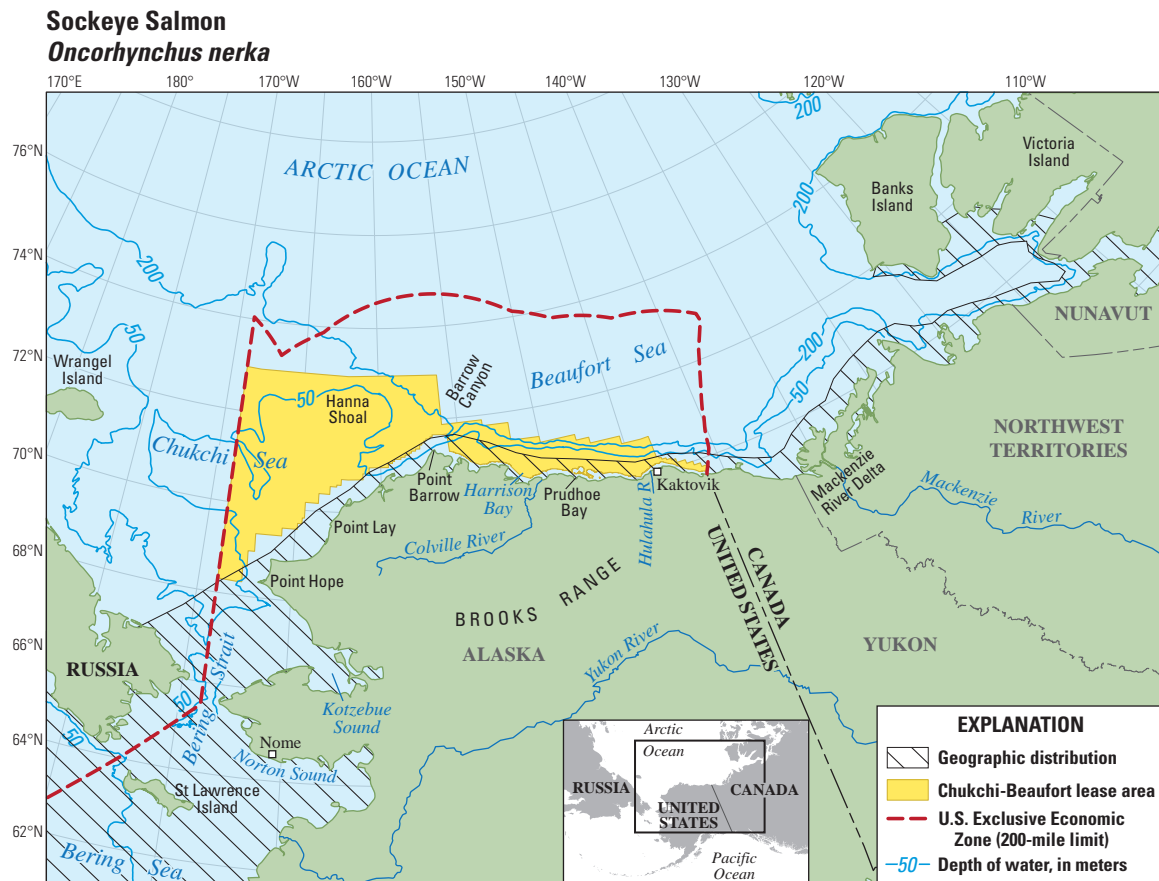 Sockeye Salmon
Oncorhynchus nerka
170°E
180°
170°W
160°W
150°W
140°W
130°W
120°W
110°W
76°N
74°N
72°N
70°N
68°N
66°N
64°N
62°N
ARCTIC OCEAN
200
200
200
200
Victoria
Island
Banks
Island
NUNAVUT
50
Wrangel
Island
Beaufort Sea
Barrow
Canyon
50
Hanna
Shoal
50
Chukchi Sea
NORTHWEST
TERRITORIES
Mackenzie
River Delta
Mackenzie
River
Point
Barrow
Harrison
Bay
Prudhoe
Bay
Hulahula R
Kaktovik
Point Lay
Colville River
Point Hope
BROOKS RANGE
CANADA
UNITED STATES
ALASKA
YUKON
Yukon River
RUSSIA
Bering Strait
50
50
Kotzebue
Sound
Nome
Norton Sound
St Lawrence
Island
Bering Sea
Arctic
Ocean
RUSSIA
CANADA
UNITED
STATES
Pacific
Ocean
EXPLANATION
Geographic distribution
Chukchi-Beaufort lease area
U.S. Exclusive Economic
Zone (200-mile limit)
50
Depth of water, in meters